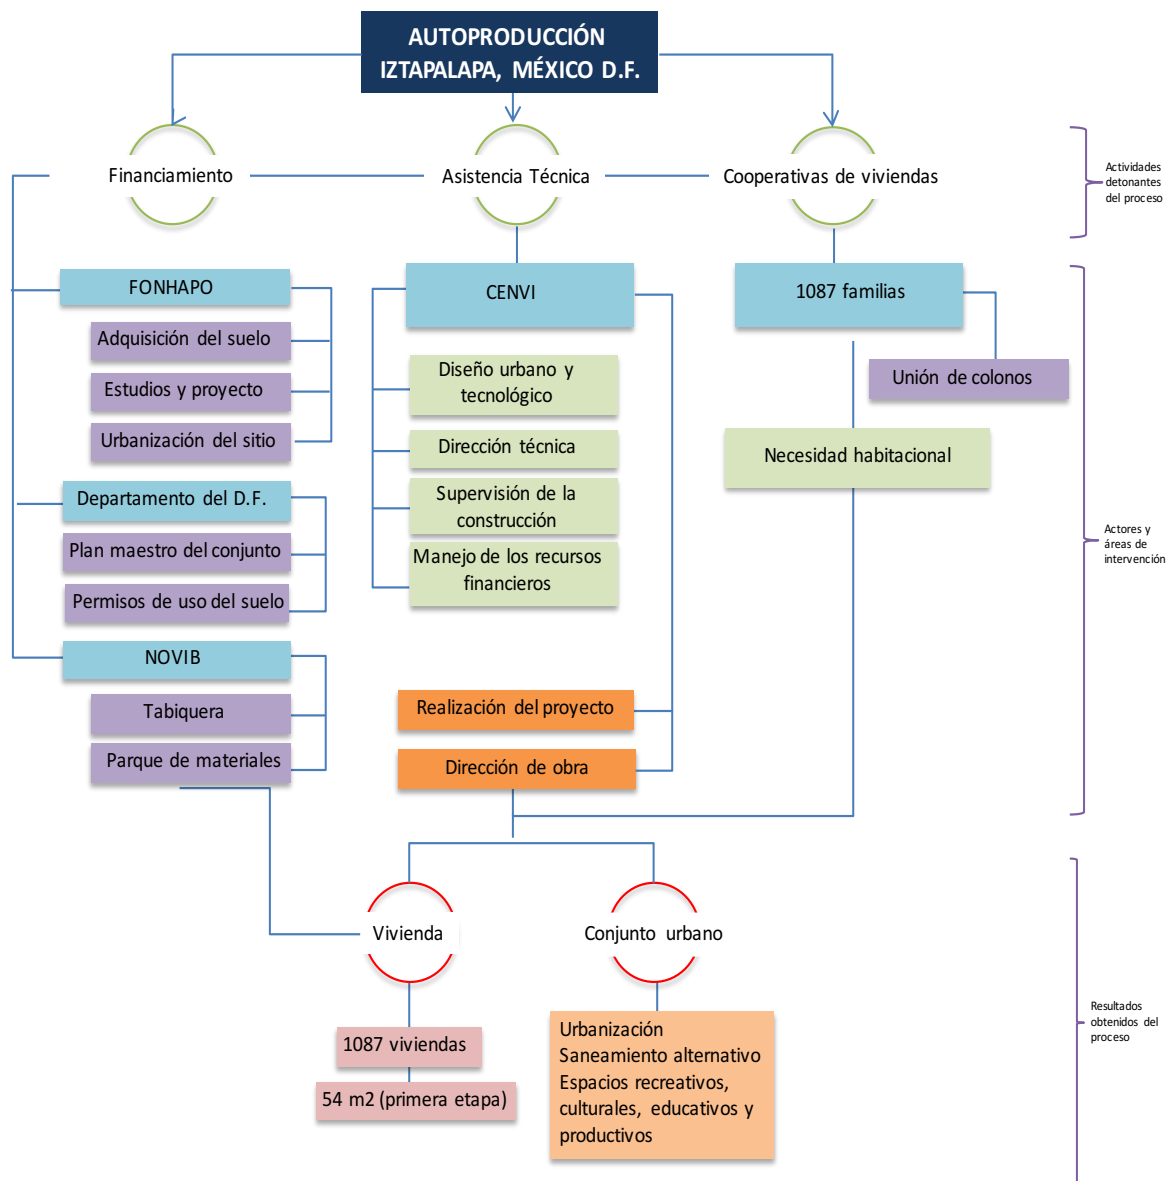 AUTOPRODUCCIÓN
IZTAPALAPA, MÉXICO D.F.
Financiamiento
Asistencia Técnica
Cooperativas de viviendas
Actividades
detonantes
del proceso
FONHAPO
Adquisición del suelo
Estudios y proyecto
Urbanización del sitio
Departamento del D.F.
Plan maestro del conjunto
Permisos de uso del suelo
NOVIB
Tabiquera
Parque de materiales
CENVI
Diseño urbano y
tecnológico
Dirección técnica
Supervisión de la
construcción
Manejo de los recursos
financieros
Realización del proyecto
Dirección de obra
1087 familias
Unión de colonos
Necesidad habitacional
Actores y
áreas de
intervención
Vivienda
Conjunto urbano
1087 viviendas
54 m2 (primera etapa)
Urbanización
Saneamiento alternativo
Espacios recreativos,
culturales, educativos y
productivos
Resultados
obtenidos del
proceso